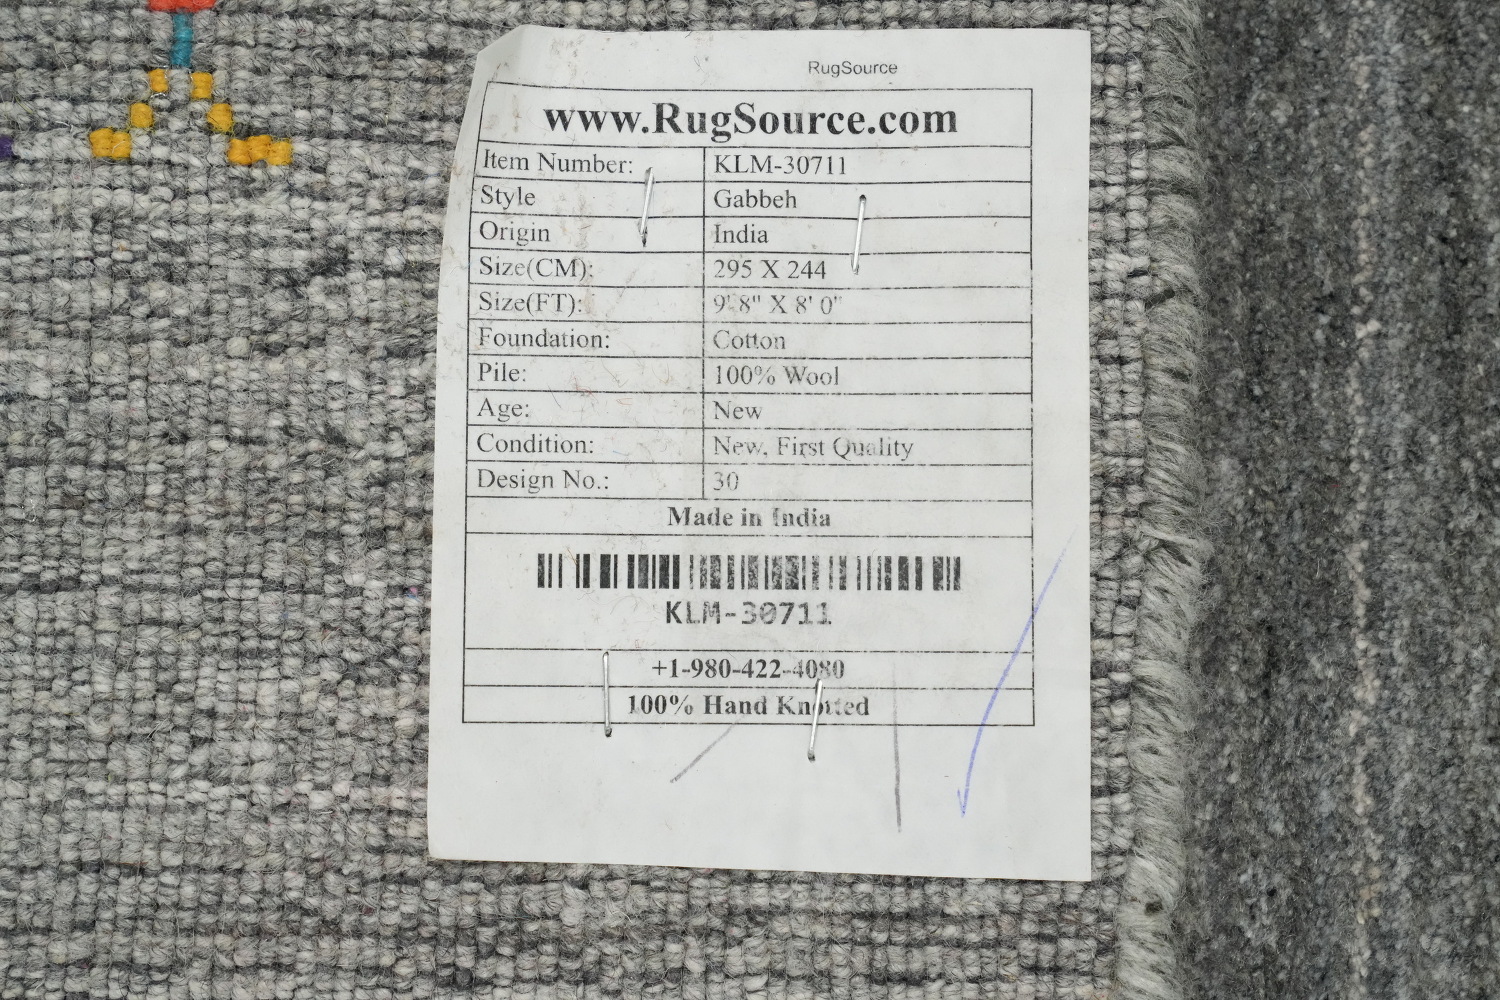 RugSource
www.RugSource.com
Item Number: KLM-30711
Style Gabbeh
Origin India
Size(CM): 295 X 244
Size(FT): 9' 8" X 8' 0"
Foundation: Cotton
Pile: 100% Wool
Age: New
Condition: New, First Quality
Design No.: 30
Made in India
KLM-30711
+1-980-422-4080
100% Hand Knotted